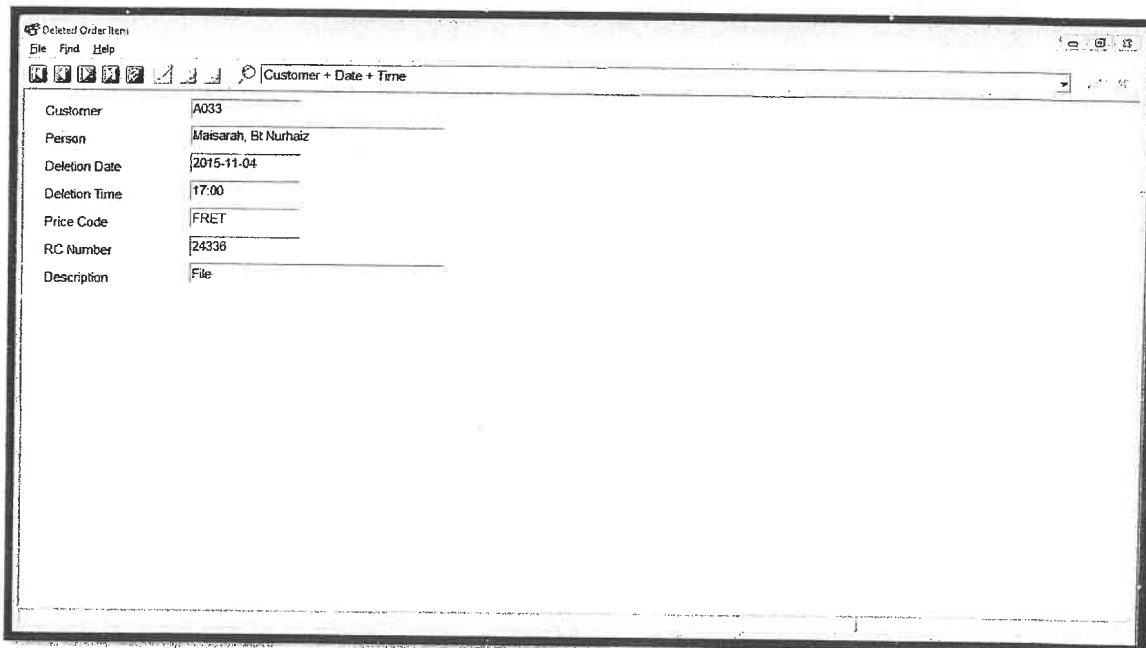 Deleted Order Item
File Find Help
Customer + Date + Time
Customer A033
Person Maisarah, Bt Nurhaiz
Deletion Date 2015-11-04
Deletion Time 17:00
Price Code FRET
RC Number 24336
Description File